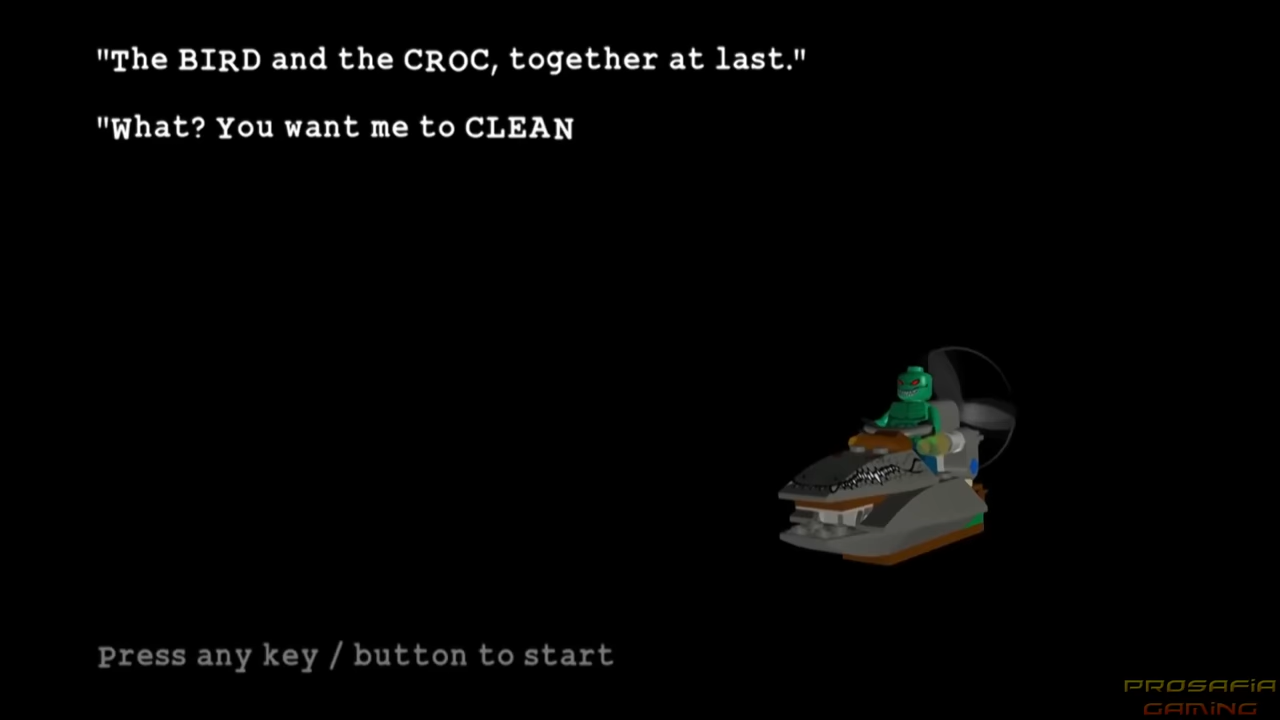 "The BIRD and the CROC, together at last."
"What? You want me to CLEAN
Press any key / button to start
PROSAFiA
GAMiNG